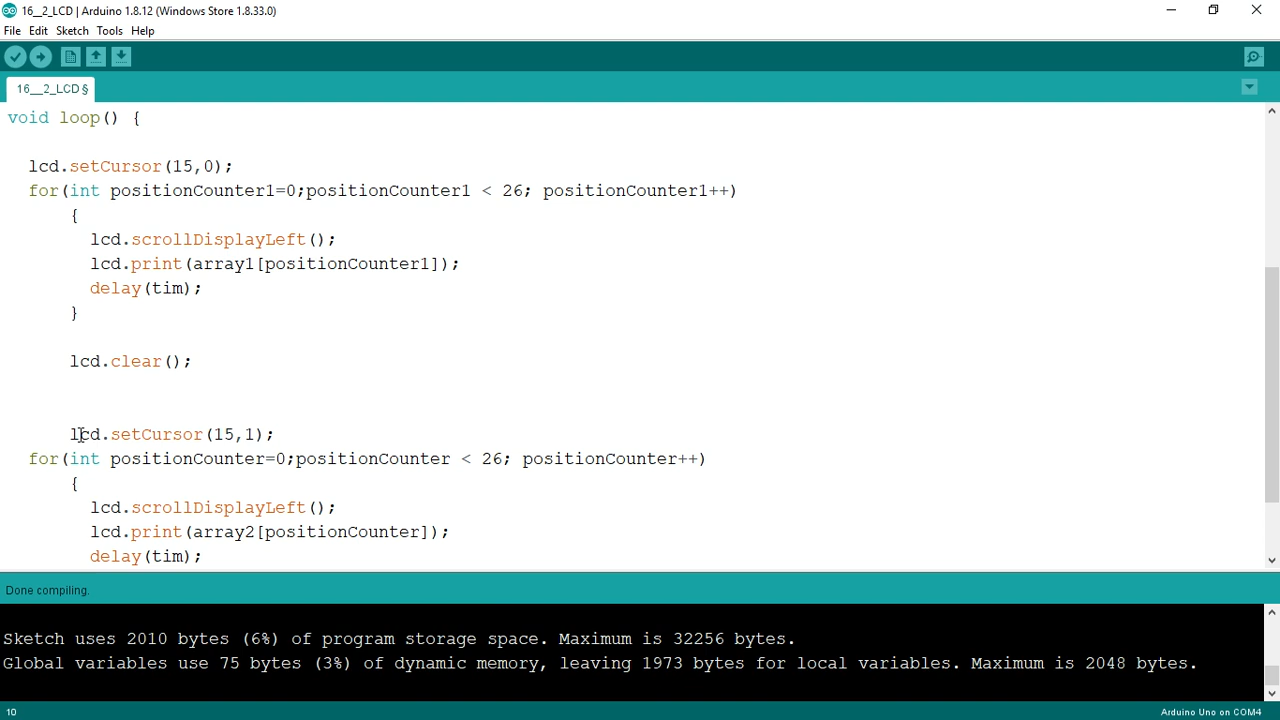 16__2_LCD | Arduino 1.8.12 (Windows Store 1.8.33.0)
File Edit Sketch Tools Help
16__2_LCD §
void loop() {
lcd.setCursor(15,0);
for(int positionCounter1=0;positionCounter1 < 26; positionCounter1++)
{
lcd.scrollDisplayLeft();
lcd.print(array1[positionCounter1]);
delay(tim);
}
lcd.clear();
lcd.setCursor(15,1);
for(int positionCounter=0;positionCounter < 26; positionCounter++)
{
lcd.scrollDisplayLeft();
lcd.print(array2[positionCounter]);
delay(tim);
Done compiling.
Sketch uses 2010 bytes (6%) of program storage space. Maximum is 32256 bytes.
Global variables use 75 bytes (3%) of dynamic memory, leaving 1973 bytes for local variables. Maximum is 2048 bytes.
10
Arduino Uno on COM4